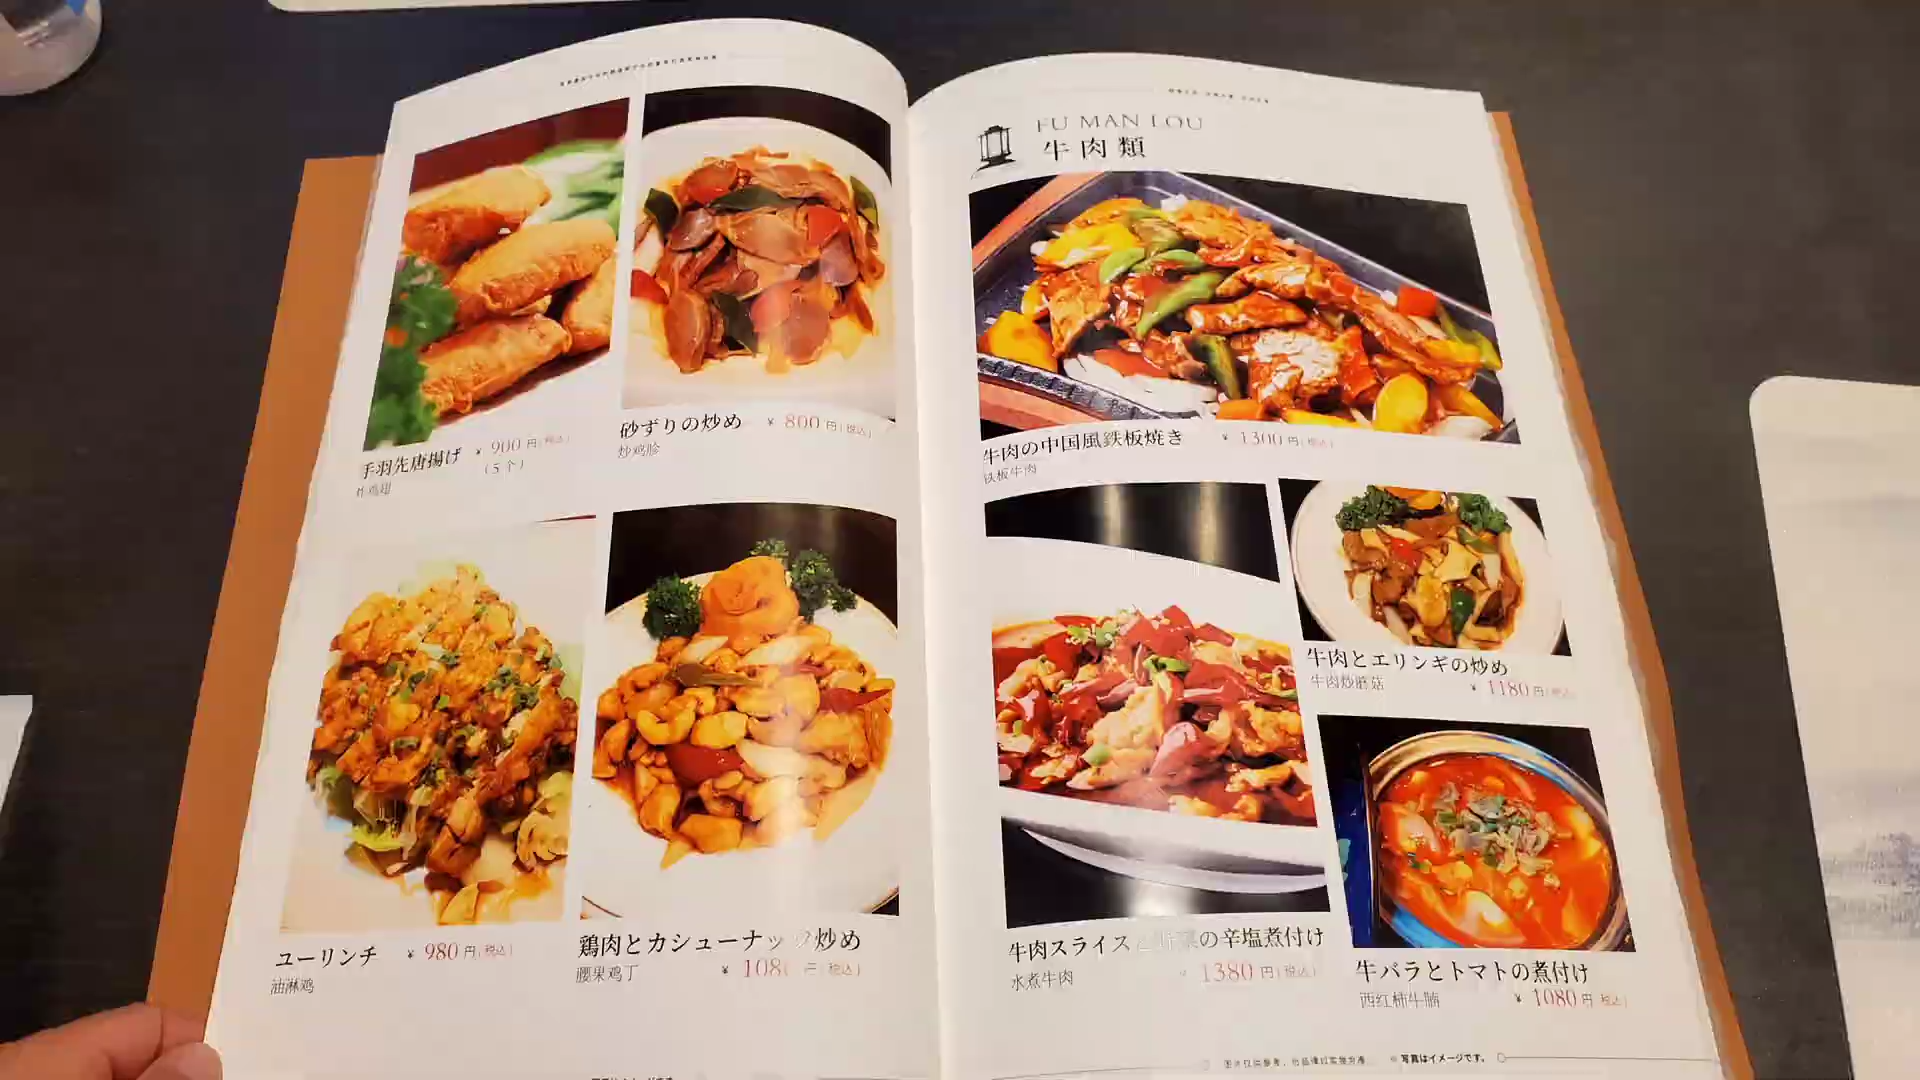 手羽先唐揚げ ￥900円(税込)
(5个)
炸鸡翅
砂ずりの炒め ￥800円(税込)
炒鸡胗
ユーリンチ ￥980円(税込)
油淋鸡
鶏肉とカシューナッ 炒め
腰果鸡丁 ￥108 (税込)
FU MAN LOU
牛肉類
牛肉の中国風鉄板焼き ￥1300円(税込)
铁板牛肉
牛肉とエリンギの炒め
牛肉炒蘑菇 ￥1180円(税込)
牛肉スライスと野菜の辛塩煮付け
水煮牛肉 ￥1380円(税込)
牛バラとトマトの煮付け
西红柿牛腩 ￥1080円(税込)
※写真はイメージです。